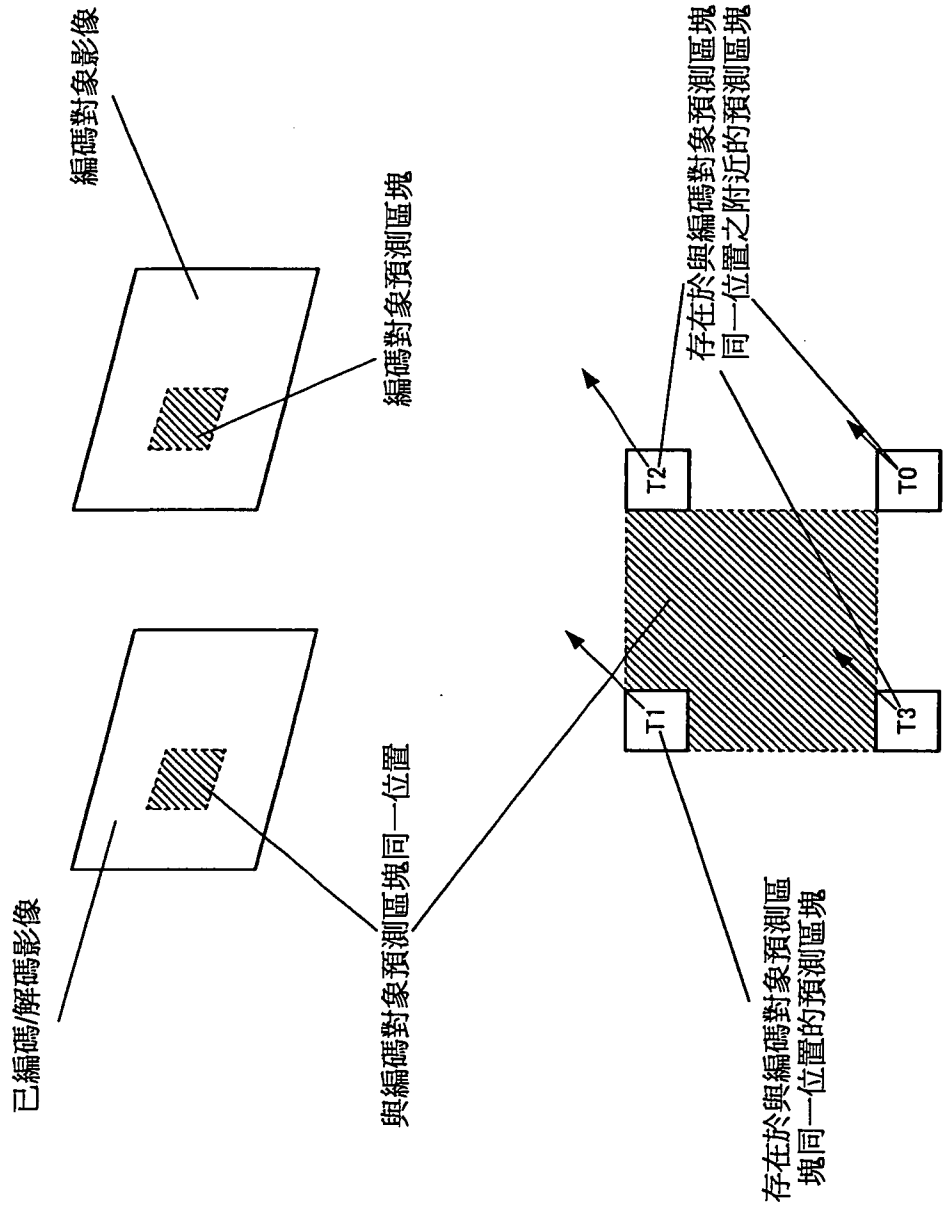 已編碼/解碼影像
編碼對象影像
編碼對象預測區塊
與編碼對象預測區塊同一位置
T1
T2
T3
T0
存在於與編碼對象預測區
塊同一位置的預測區塊
存在於與編碼對象預測區塊
同一位置之附近的預測區塊